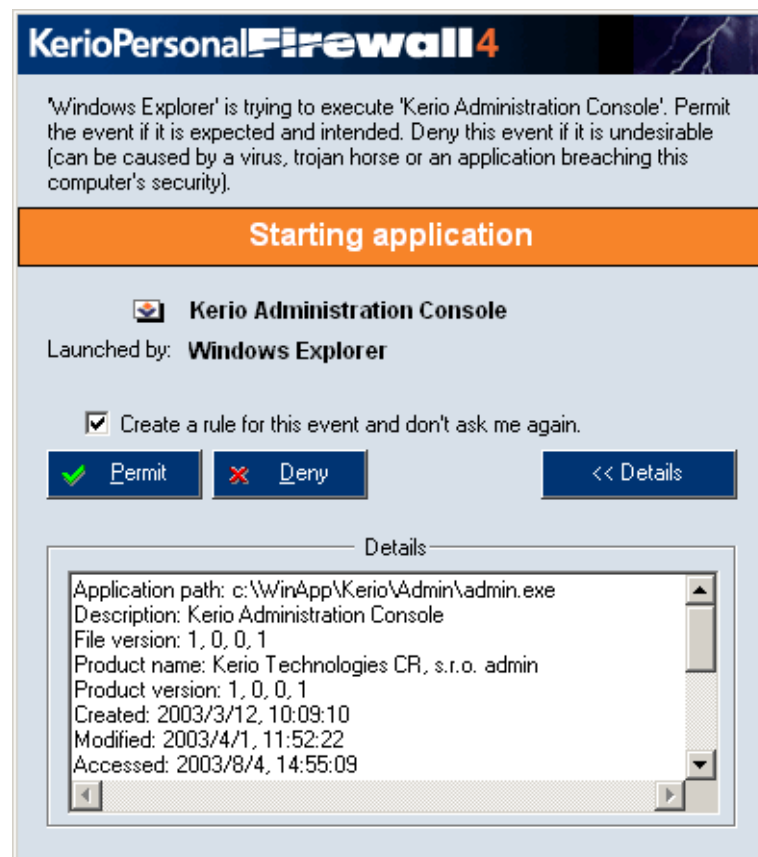 KerioPersonalFirewall4
'Windows Explorer' is trying to execute 'Kerio Administration Console'. Permit
the event if it is expected and intended. Deny this event if it is undesirable
(can be caused by a virus, trojan horse or an application breaching this
computer's security).
Starting application
Kerio Administration Console
Launched by: Windows Explorer
Create a rule for this event and don't ask me again.
Permit Deny << Details
Details
Application path: c:\WinApp\Kerio\Admin\admin.exe
Description: Kerio Administration Console
File version: 1, 0, 0, 1
Product name: Kerio Technologies CR, s.r.o. admin
Product version: 1, 0, 0, 1
Created: 2003/3/12, 10:09:10
Modified: 2003/4/1, 11:52:22
Accessed: 2003/8/4, 14:55:09